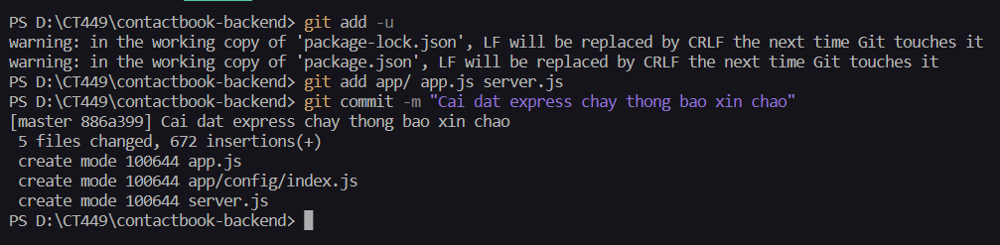 PS D:\CT449\contactbook-backend> git add -u
warning: in the working copy of 'package-lock.json', LF will be replaced by CRLF the next time Git touches it
warning: in the working copy of 'package.json', LF will be replaced by CRLF the next time Git touches it
PS D:\CT449\contactbook-backend> git add app/ app.js server.js
PS D:\CT449\contactbook-backend> git commit -m "Cai dat express chay thong bao xin chao"
[master 886a399] Cai dat express chay thong bao xin chao
 5 files changed, 672 insertions(+)
 create mode 100644 app.js
 create mode 100644 app/config/index.js
 create mode 100644 server.js
PS D:\CT449\contactbook-backend>